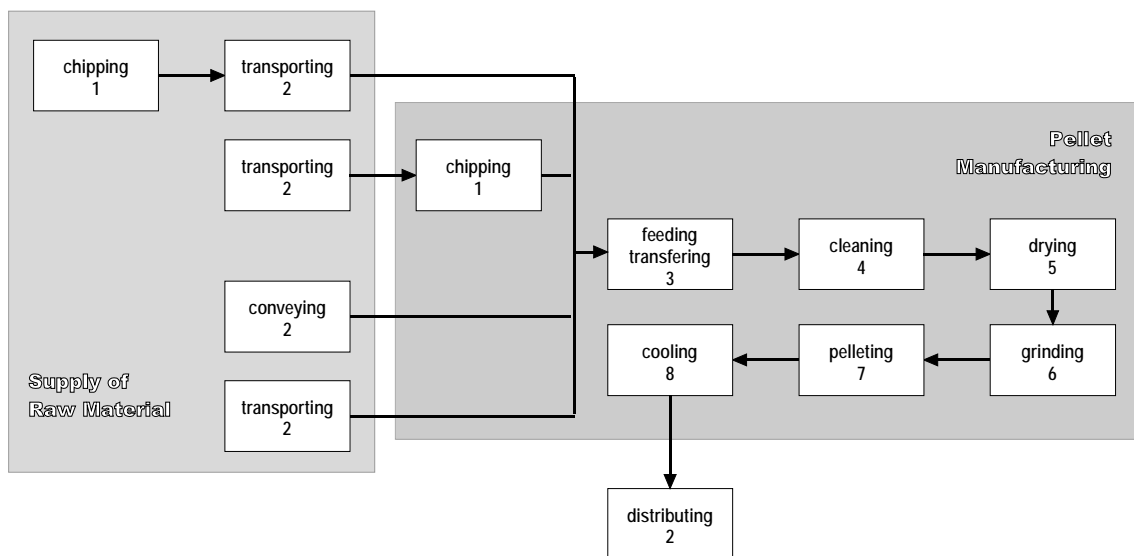 chipping
1
transporting
2
transporting
2
chipping
1
Pellet
Manufacturing
feeding
transfering
3
cleaning
4
drying
5
conveying
2
cooling
8
pelleting
7
grinding
6
Supply of
Raw Material
transporting
2
distributing
2